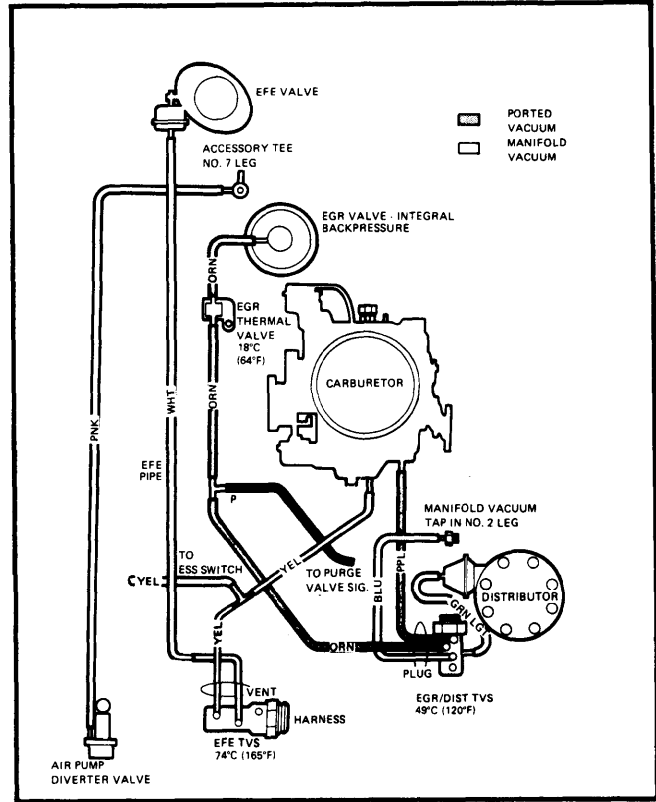 EFE VALVE
PORTED
VACUUM
MANIFOLD
VACUUM
ACCESSORY TEE
NO. 7 LEG
EGR VALVE - INTEGRAL
BACKPRESSURE
ORN
EGR
THERMAL
VALVE
18°C
(64°F)
CARBURETOR
WHT
ORN
PNK
EFE
PIPE
P
MANIFOLD VACUUM
TAP IN NO. 2 LEG
TO
ESS SWITCH
YEL
TO PURGE
VALVE SIG.
BLU
PPL
DISTRIBUTOR
CYEL
GRN LGT
YEL
ORN
PLUG
VENT
EGR/DIST TVS
49°C (120°F)
HARNESS
EFE TVS
74°C (165°F)
AIR PUMP
DIVERTER VALVE